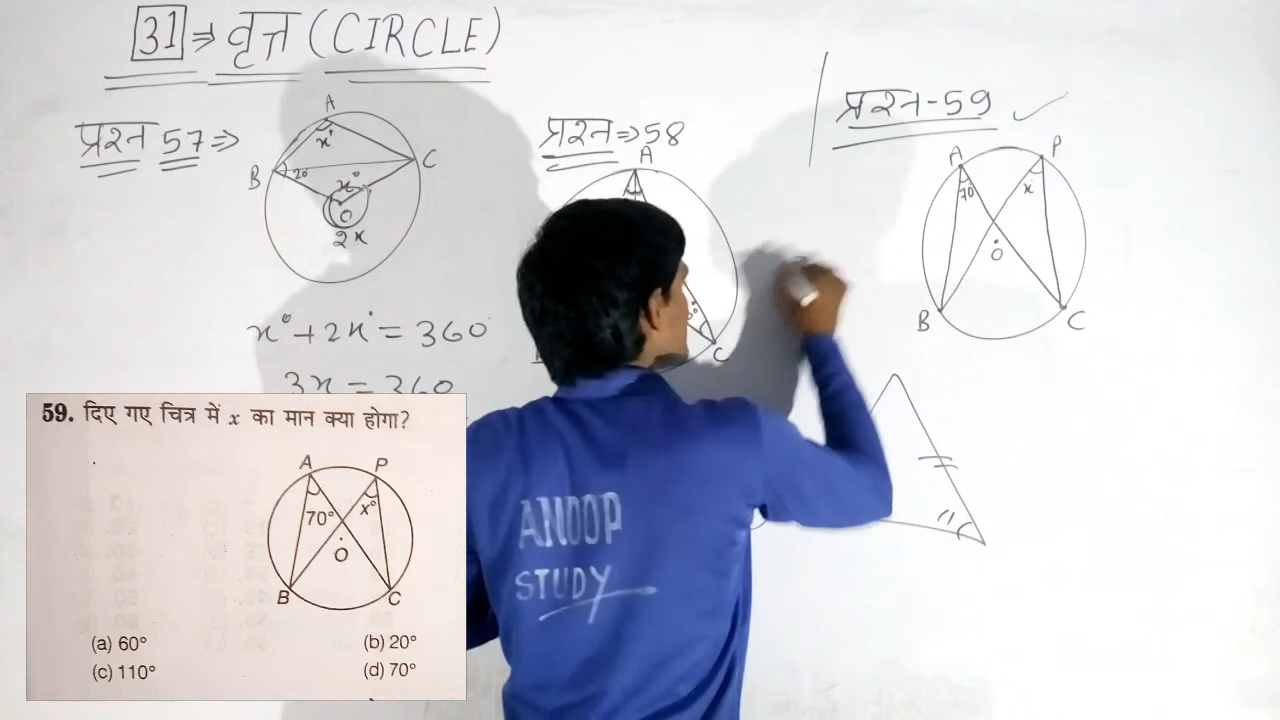 31 ⇒ वृत्त (CIRCLE)
प्रश्न 57 ⇒
A
x°
B
20
C
x°
O
2x
x° + 2x° = 360°
3x = 360
प्रश्न ⇒ 58
A
C
प्रश्न - 59 ✓
A
P
70
x
O
B
C
59. दिए गए चित्र में x का मान क्या होगा?
A
P
70°
x°
O
B
C
(a) 60°
(b) 20°
(c) 110°
(d) 70°
ANOOP
STUDY